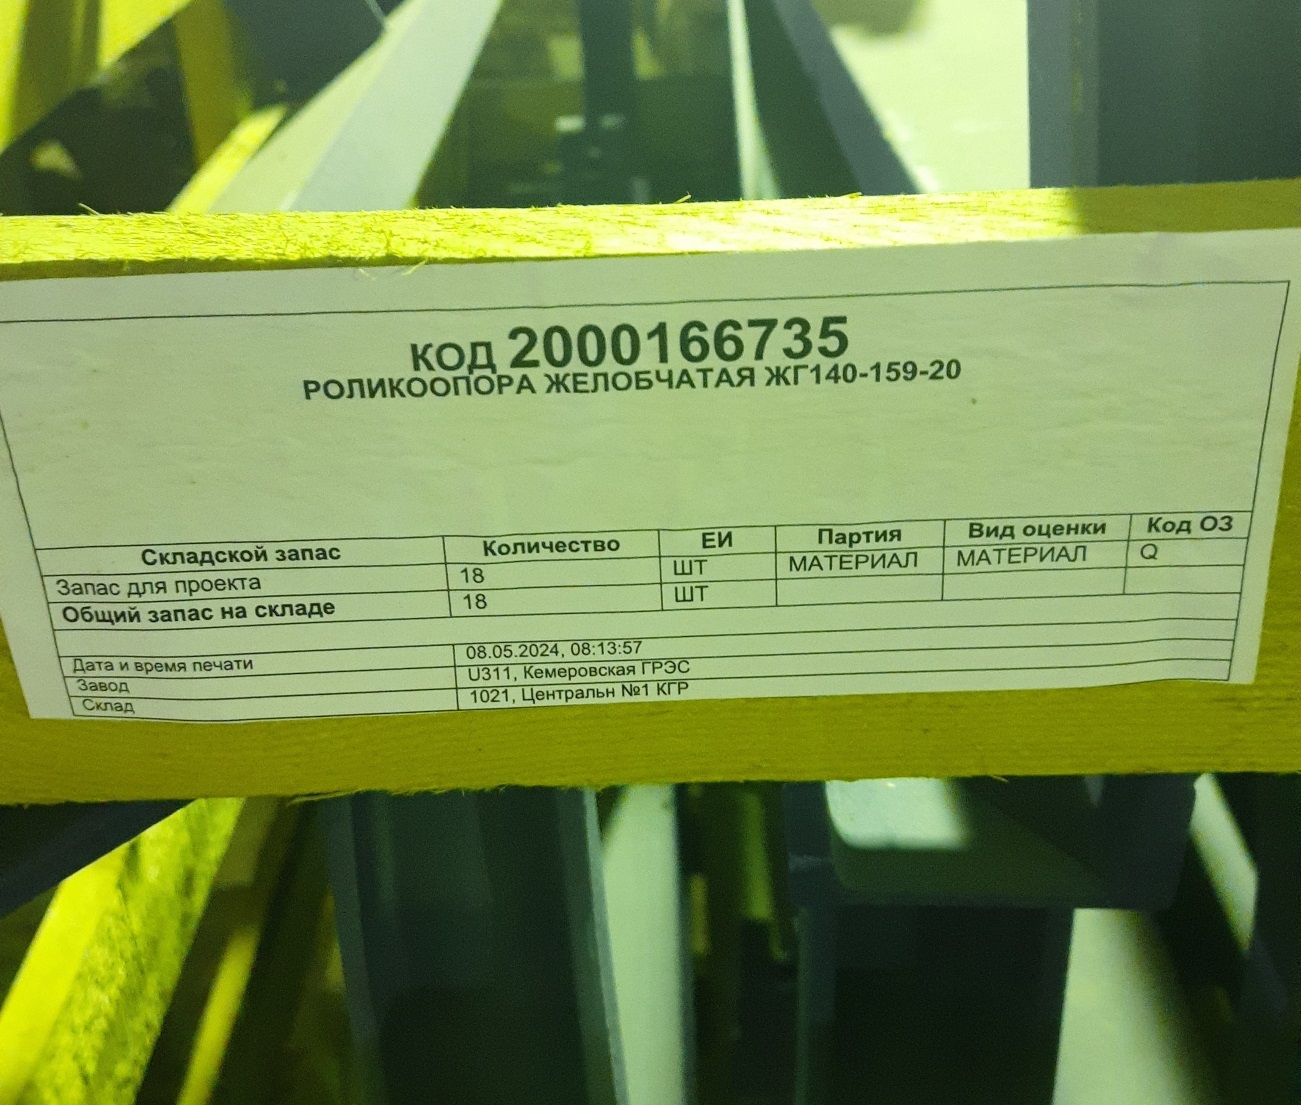 КОД 2000166735
РОЛИКООПОРА ЖЕЛОБЧАТАЯ ЖГ140-159-20
Складской запас Количество ЕИ Партия Вид оценки Код ОЗ
Запас для проекта 18 ШТ МАТЕРИАЛ МАТЕРИАЛ Q
Общий запас на складе 18 ШТ
Дата и время печати 08.05.2024, 08:13:57
Завод U311, Кемеровская ГРЭС
Склад 1021, Центральн №1 КГР